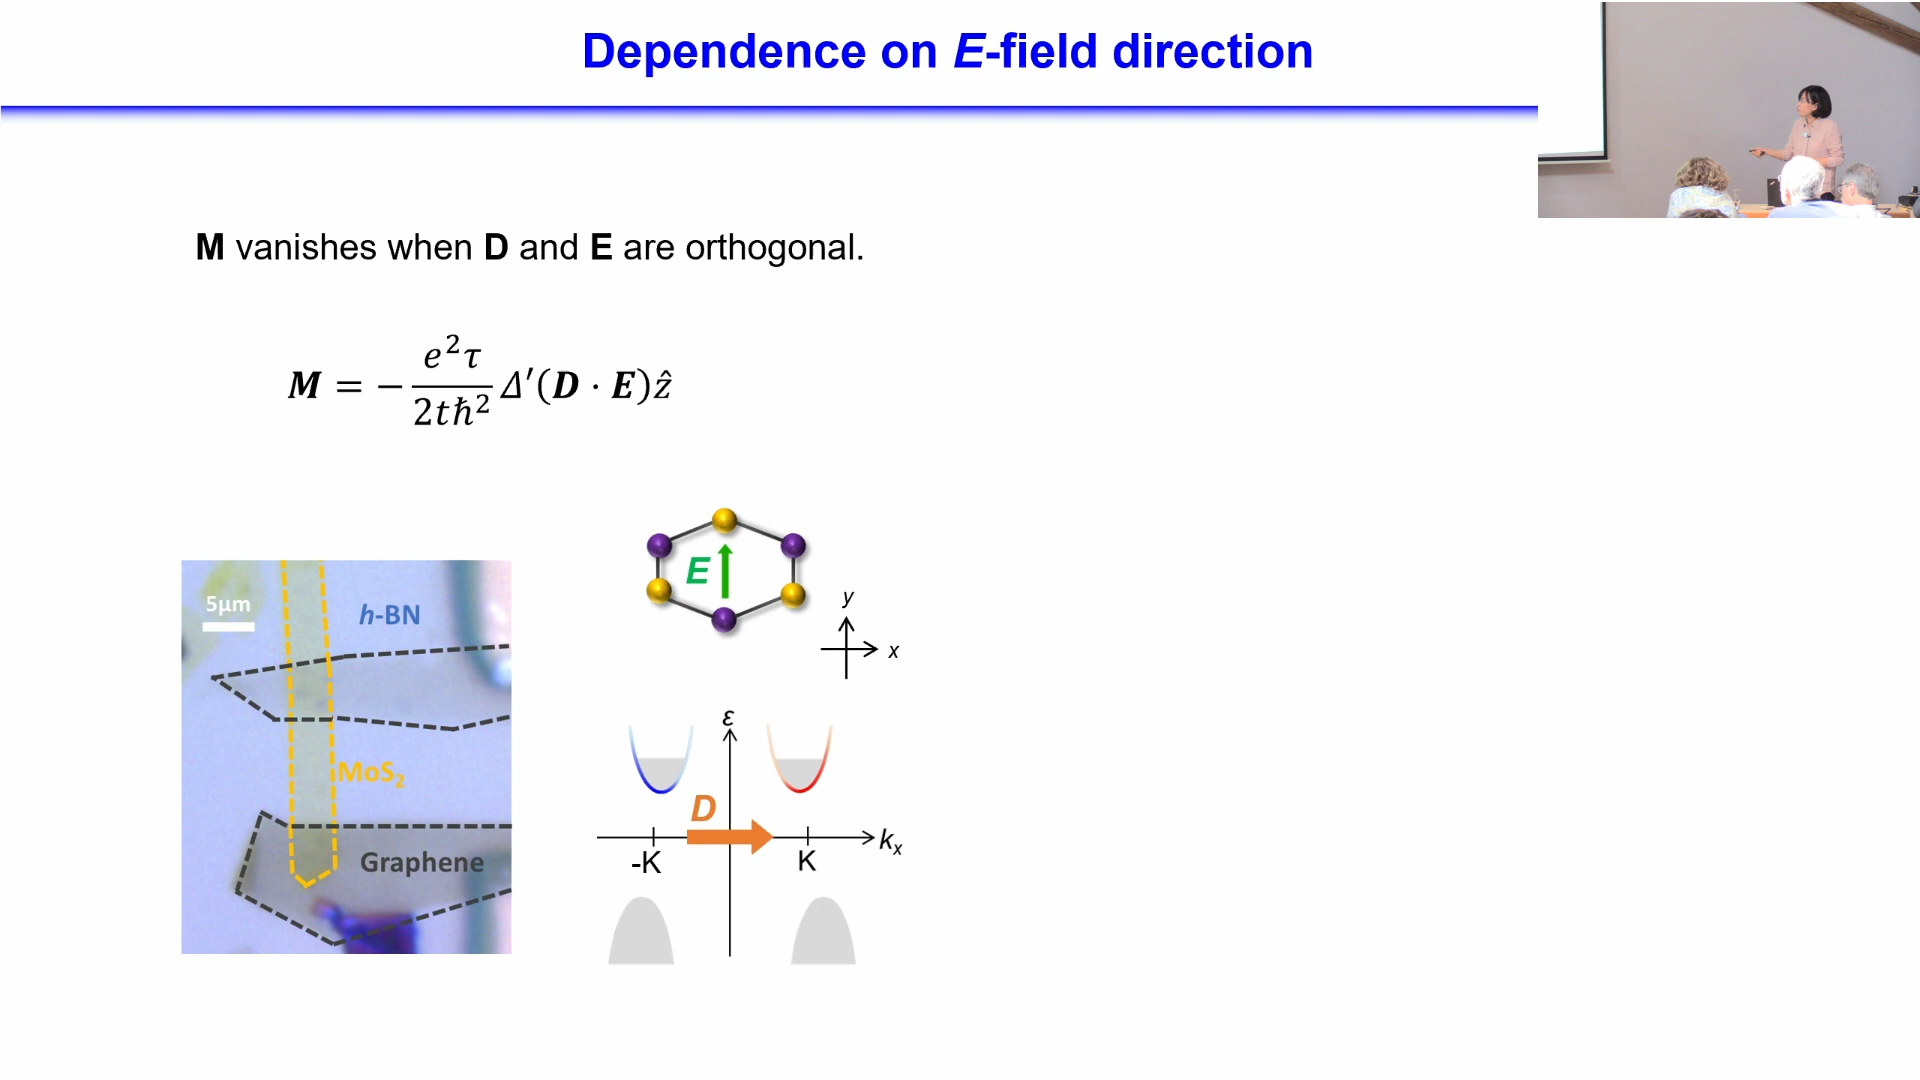 Dependence on E-field direction
M vanishes when D and E are orthogonal.
M = − e²τ / 2tħ² Δ′(D · E)ẑ
E
y
x
5μm
h-BN
MoS₂
Graphene
ε
D
kₓ
-K
K